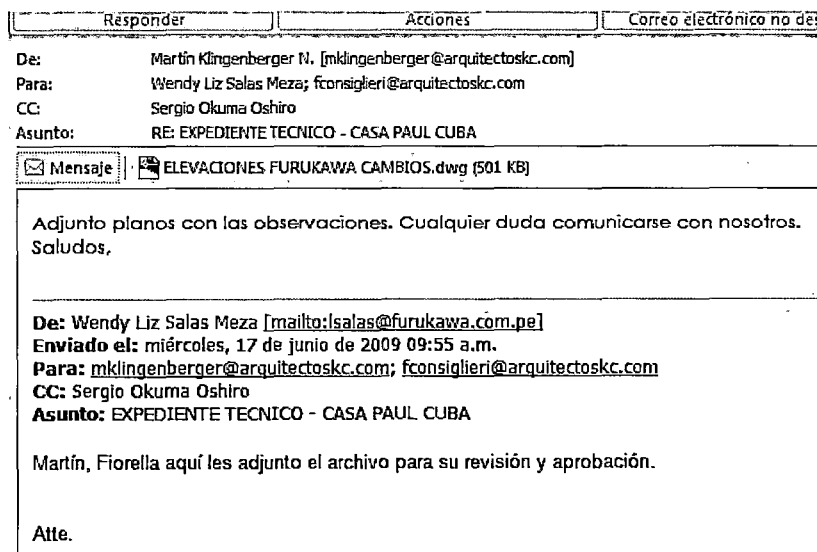 Responder Acciones Correo electrónico no des
De: Martín Klingenberger N. [mklingenberger@arquitectoskc.com]
Para: Wendy Liz Salas Meza; fconsiglieri@arquitectoskc.com
CC: Sergio Okuma Oshiro
Asunto: RE: EXPEDIENTE TECNICO - CASA PAUL CUBA
Mensaje ELEVACIONES FURUKAWA CAMBIOS.dwg (501 KB)
Adjunto planos con las observaciones. Cualquier duda comunicarse con nosotros.
Saludos,
De: Wendy Liz Salas Meza [mailto:lsalas@furukawa.com.pe]
Enviado el: miércoles, 17 de junio de 2009 09:55 a.m.
Para: mklingenberger@arquitectoskc.com; fconsiglieri@arquitectoskc.com
CC: Sergio Okuma Oshiro
Asunto: EXPEDIENTE TECNICO - CASA PAUL CUBA
Martín, Fiorella aquí les adjunto el archivo para su revisión y aprobación.
Atte.